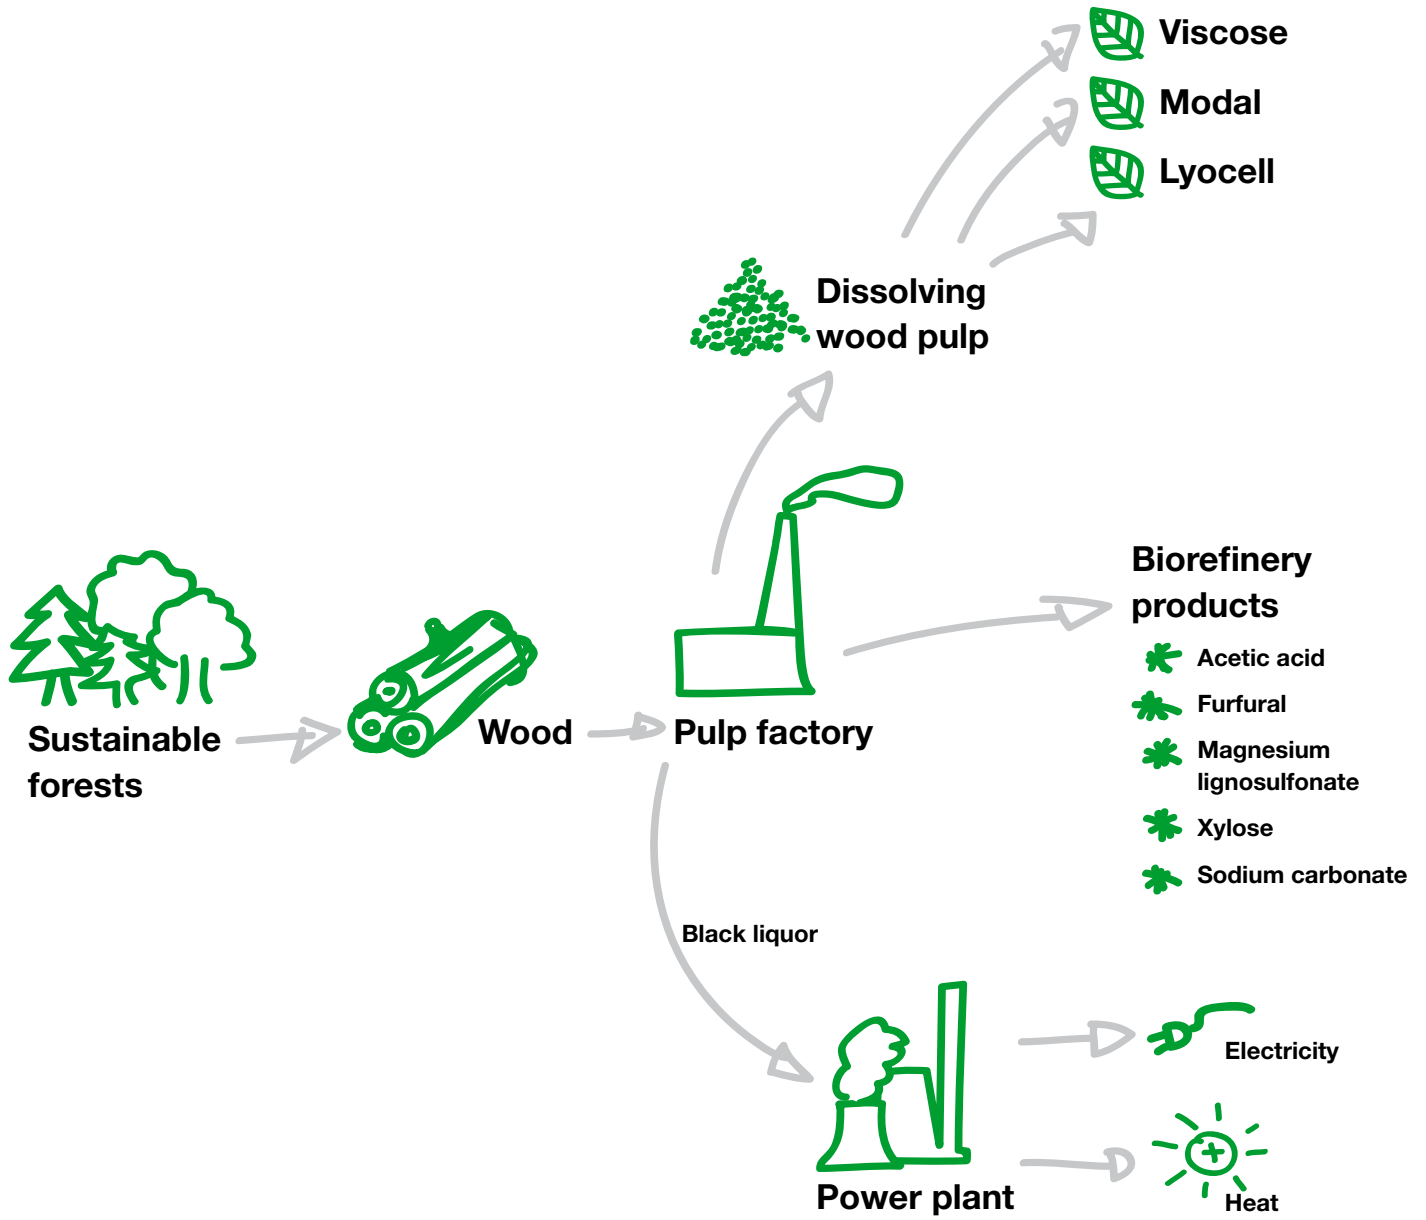 Viscose
Modal
Lyocell
Dissolving
wood pulp
Biorefinery
products
Acetic acid
Furfural
Magnesium
lignosulfonate
Xylose
Sodium carbonate
Sustainable
forests
Wood
Pulp factory
Black liquor
Electricity
Power plant
Heat